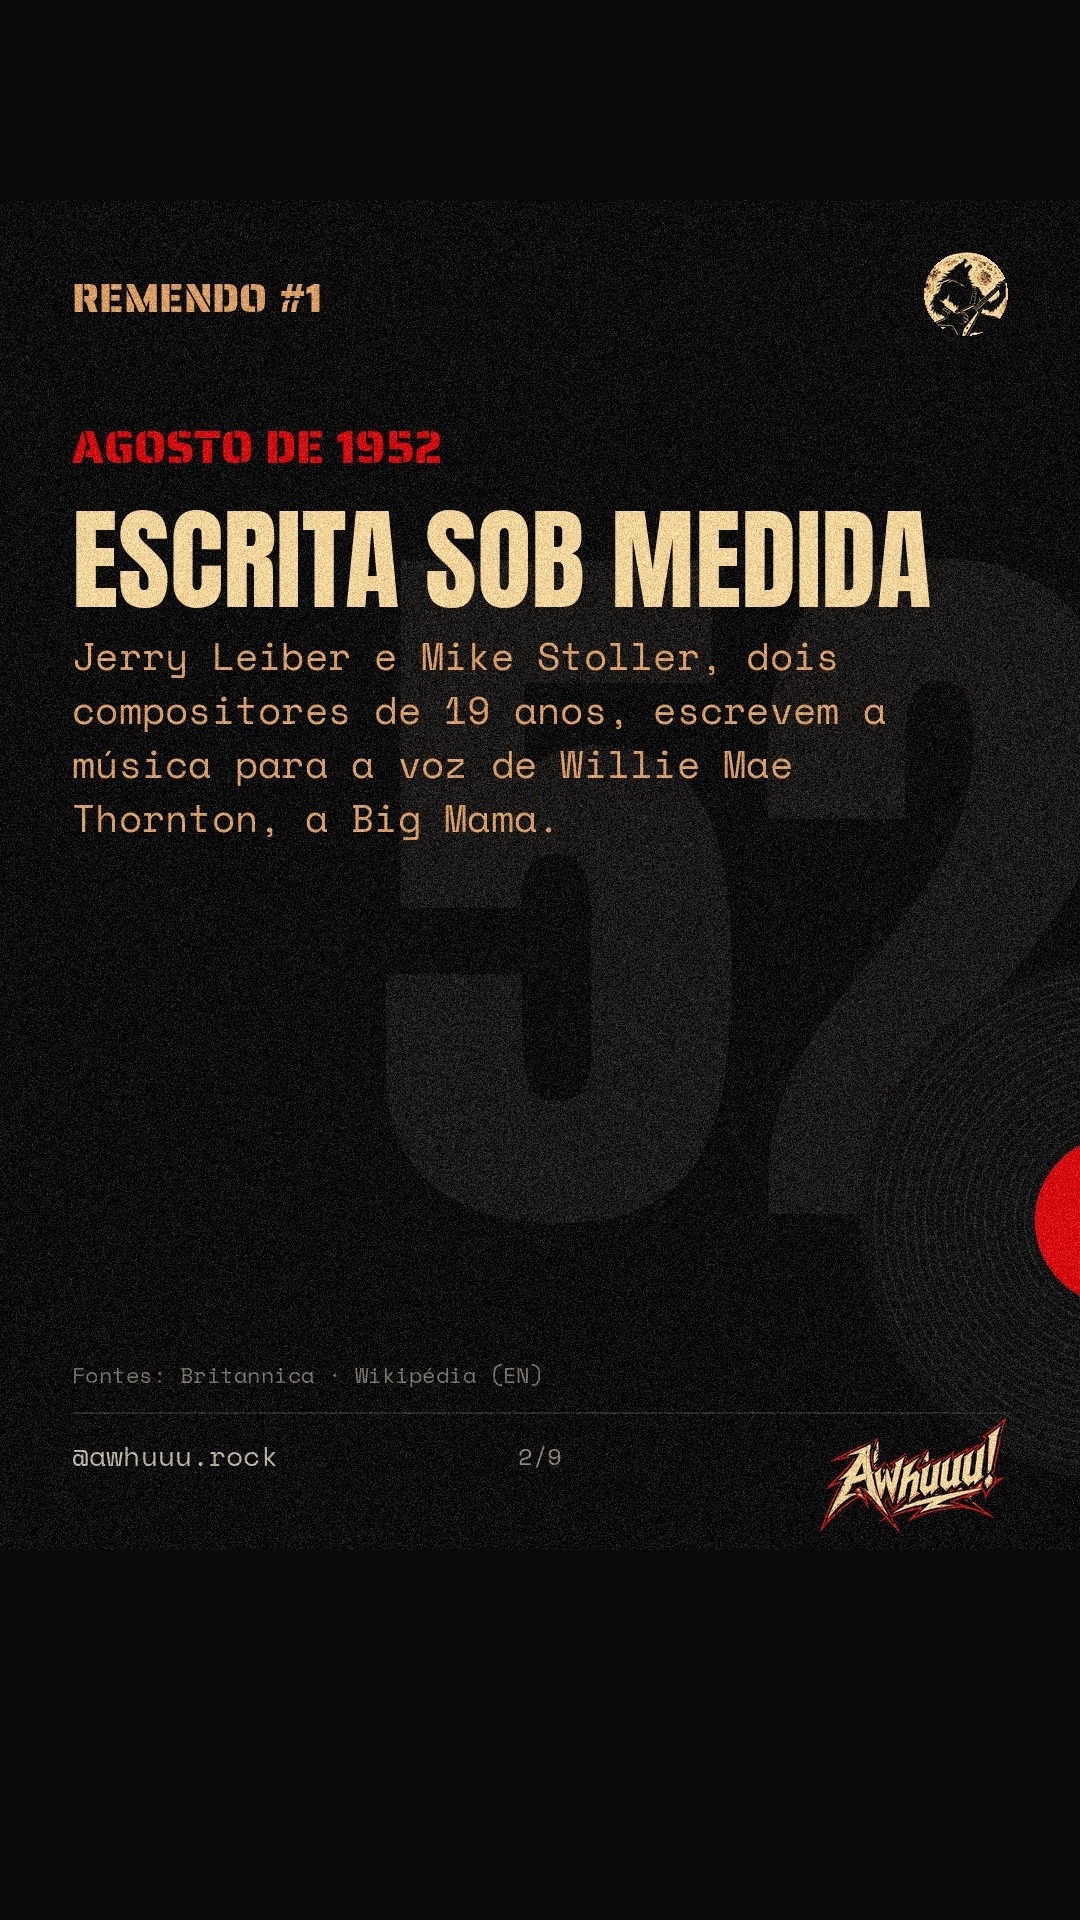 REMENDO #1
AGOSTO DE 1952
ESCRITA SOB MEDIDA
Jerry Leiber e Mike Stoller, dois
compositores de 19 anos, escrevem a
música para a voz de Willie Mae
Thornton, a Big Mama.
52
Fontes: Britannica · Wikipédia (EN)
@awhuuu.rock
2/9
Awhuuu!